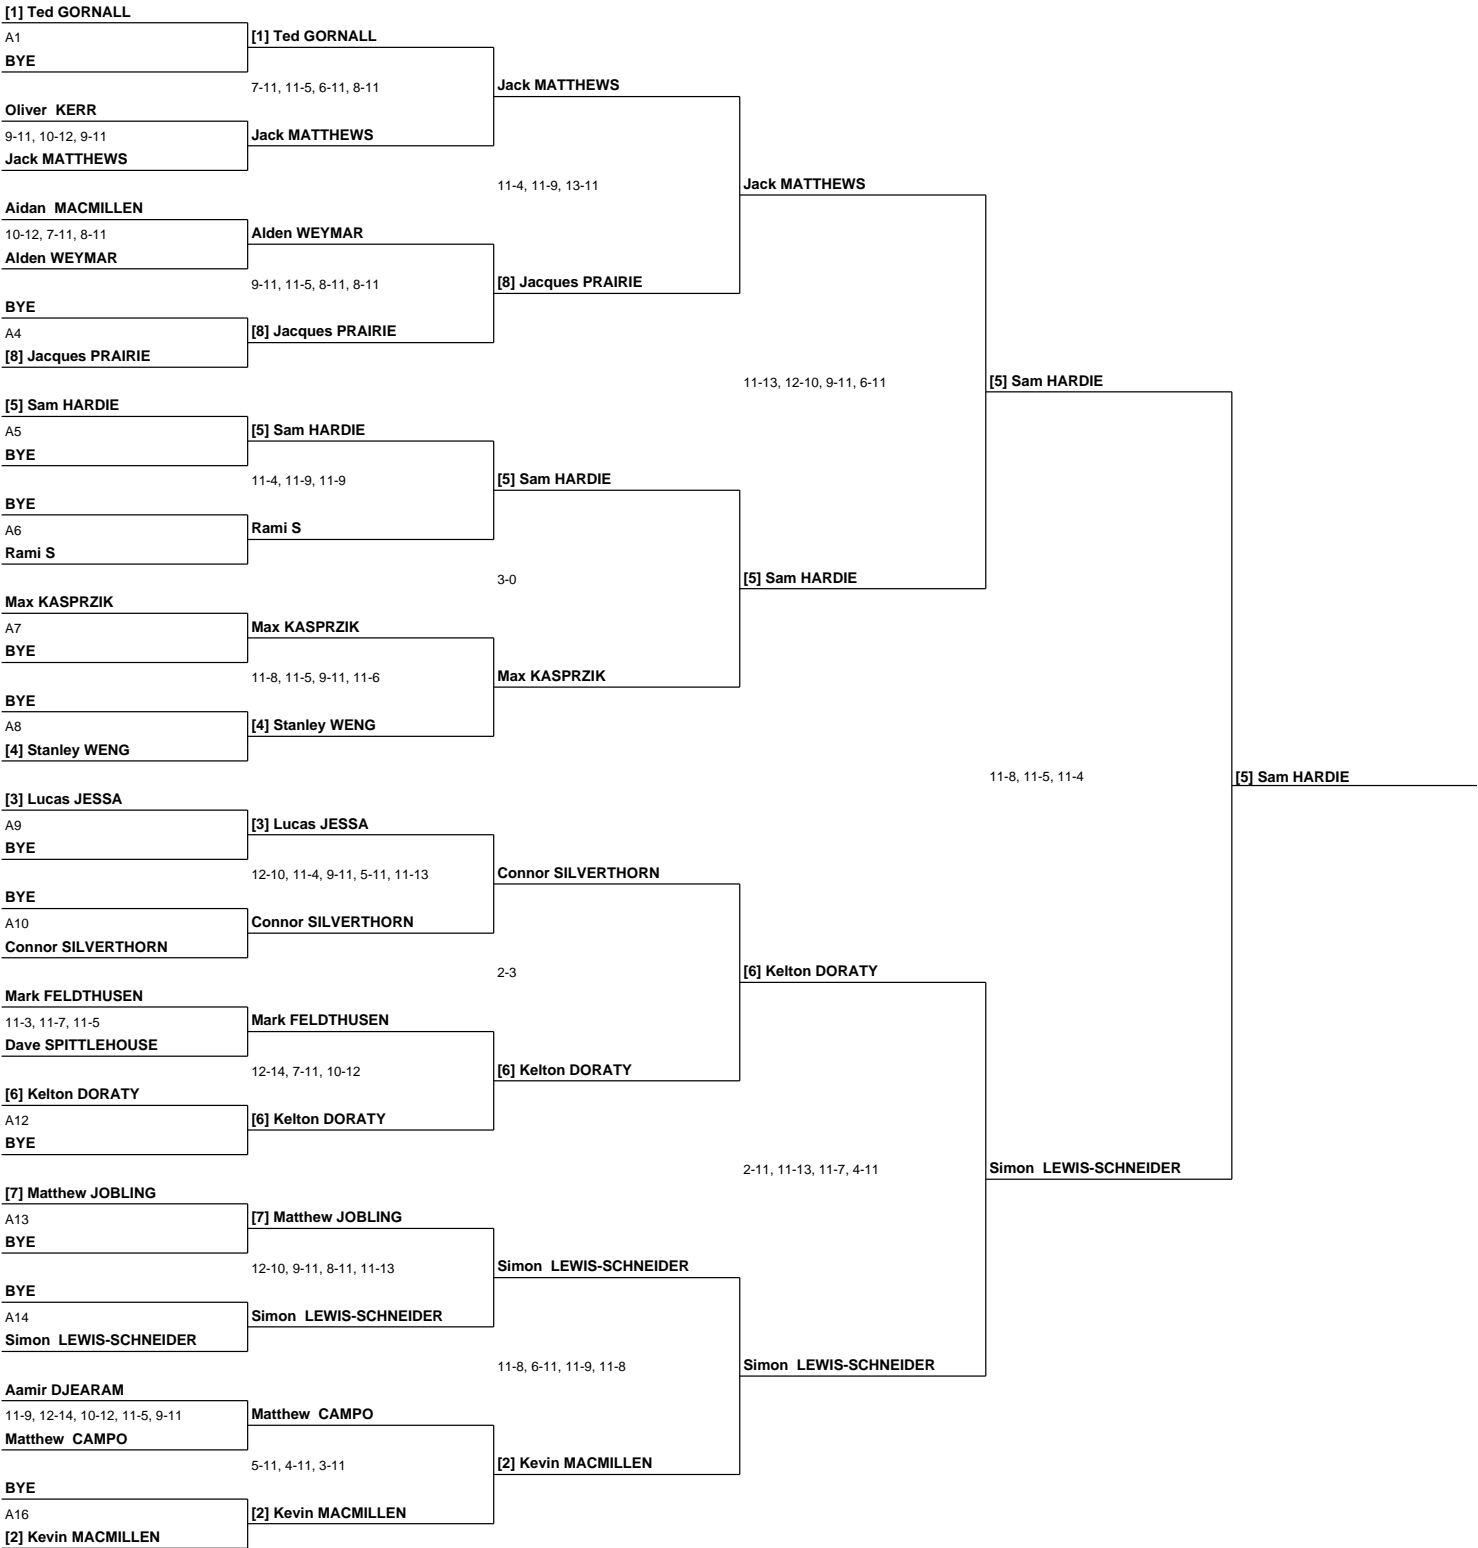 [1] Ted GORNALL
A1
BYE
[1] Ted GORNALL
7-11, 11-5, 6-11, 8-11
Jack MATTHEWS
Oliver  KERR
9-11, 10-12, 9-11
Jack MATTHEWS
Jack MATTHEWS
11-4, 11-9, 13-11
Jack MATTHEWS
Aidan  MACMILLEN
10-12, 7-11, 8-11
Alden WEYMAR
Alden WEYMAR
9-11, 11-5, 8-11, 8-11
[8] Jacques PRAIRIE
BYE
A4
[8] Jacques PRAIRIE
[8] Jacques PRAIRIE
11-13, 12-10, 9-11, 6-11
[5] Sam HARDIE
[5] Sam HARDIE
A5
BYE
[5] Sam HARDIE
11-4, 11-9, 11-9
[5] Sam HARDIE
BYE
A6
Rami S
Rami S
3-0
[5] Sam HARDIE
Max KASPRZIK
A7
BYE
Max KASPRZIK
11-8, 11-5, 9-11, 11-6
Max KASPRZIK
BYE
A8
[4] Stanley WENG
[4] Stanley WENG
11-8, 11-5, 11-4
[5] Sam HARDIE
[3] Lucas JESSA
A9
BYE
[3] Lucas JESSA
12-10, 11-4, 9-11, 5-11, 11-13
Connor SILVERTHORN
BYE
A10
Connor SILVERTHORN
Connor SILVERTHORN
2-3
[6] Kelton DORATY
Mark FELDTHUSEN
11-3, 11-7, 11-5
Dave SPITTLEHOUSE
Mark FELDTHUSEN
12-14, 7-11, 10-12
[6] Kelton DORATY
[6] Kelton DORATY
A12
BYE
[6] Kelton DORATY
2-11, 11-13, 11-7, 4-11
Simon  LEWIS-SCHNEIDER
[7] Matthew JOBLING
A13
BYE
[7] Matthew JOBLING
12-10, 9-11, 8-11, 11-13
Simon  LEWIS-SCHNEIDER
BYE
A14
Simon  LEWIS-SCHNEIDER
Simon  LEWIS-SCHNEIDER
11-8, 6-11, 11-9, 11-8
Simon  LEWIS-SCHNEIDER
Aamir DJEARAM
11-9, 12-14, 10-12, 11-5, 9-11
Matthew  CAMPO
Matthew  CAMPO
5-11, 4-11, 3-11
[2] Kevin MACMILLEN
BYE
A16
[2] Kevin MACMILLEN
[2] Kevin MACMILLEN